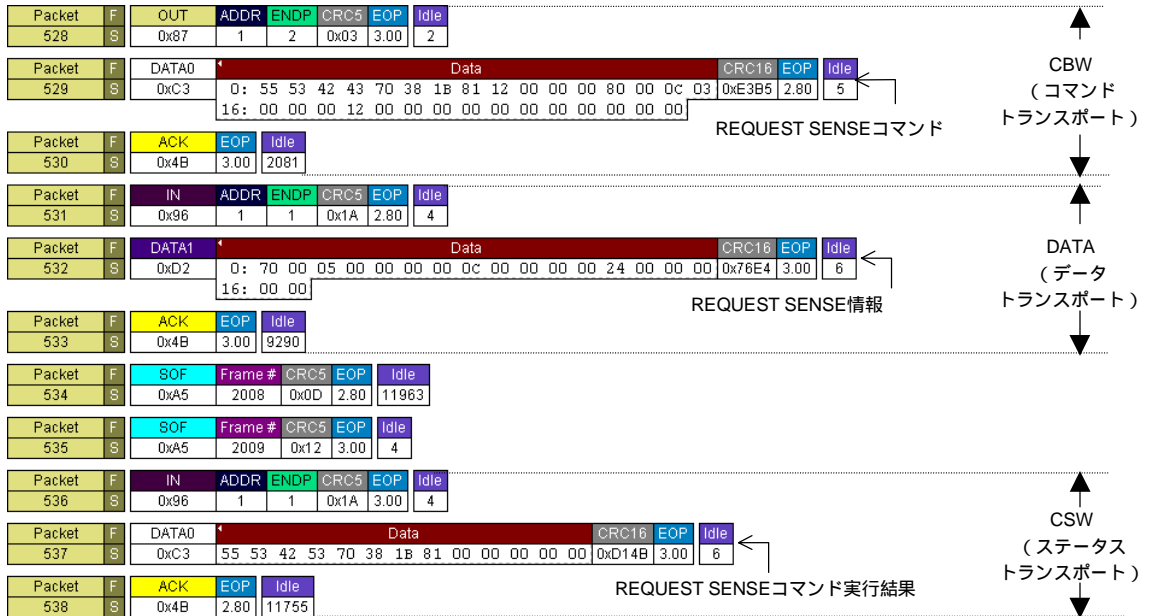 Packet F OUT ADDR ENDP CRC5 EOP Idle
528 S 0x87 1 2 0x03 3.00 2
Packet F DATA0 Data CRC16 EOP Idle
529 S 0xC3 0: 55 53 42 43 70 38 1B 81 12 00 00 00 80 00 0C 03 0xE3B5 2.80 5
16: 00 00 00 12 00 00 00 00 00 00 00 00 00 00 00
REQUEST SENSEコマンド
Packet F ACK EOP Idle
530 S 0x4B 3.00 2081
CBW
（コマンド
トランスポート）
Packet F IN ADDR ENDP CRC5 EOP Idle
531 S 0x96 1 1 0x1A 2.80 4
Packet F DATA1 Data CRC16 EOP Idle
532 S 0xD2 0: 70 00 05 00 00 00 00 0C 00 00 00 00 24 00 00 00 0x76E4 3.00 6
16: 00 00
REQUEST SENSE情報
Packet F ACK EOP Idle
533 S 0x4B 3.00 9290
DATA
（データ
トランスポート）
Packet F SOF Frame # CRC5 EOP Idle
534 S 0xA5 2008 0x0D 2.80 11963
Packet F SOF Frame # CRC5 EOP Idle
535 S 0xA5 2009 0x12 3.00 4
Packet F IN ADDR ENDP CRC5 EOP Idle
536 S 0x96 1 1 0x1A 3.00 4
Packet F DATA0 Data CRC16 EOP Idle
537 S 0xC3 55 53 42 53 70 38 1B 81 00 00 00 00 00 0xD14B 3.00 6
REQUEST SENSEコマンド実行結果
Packet F ACK EOP Idle
538 S 0x4B 2.80 11755
CSW
（ステータス
トランスポート）